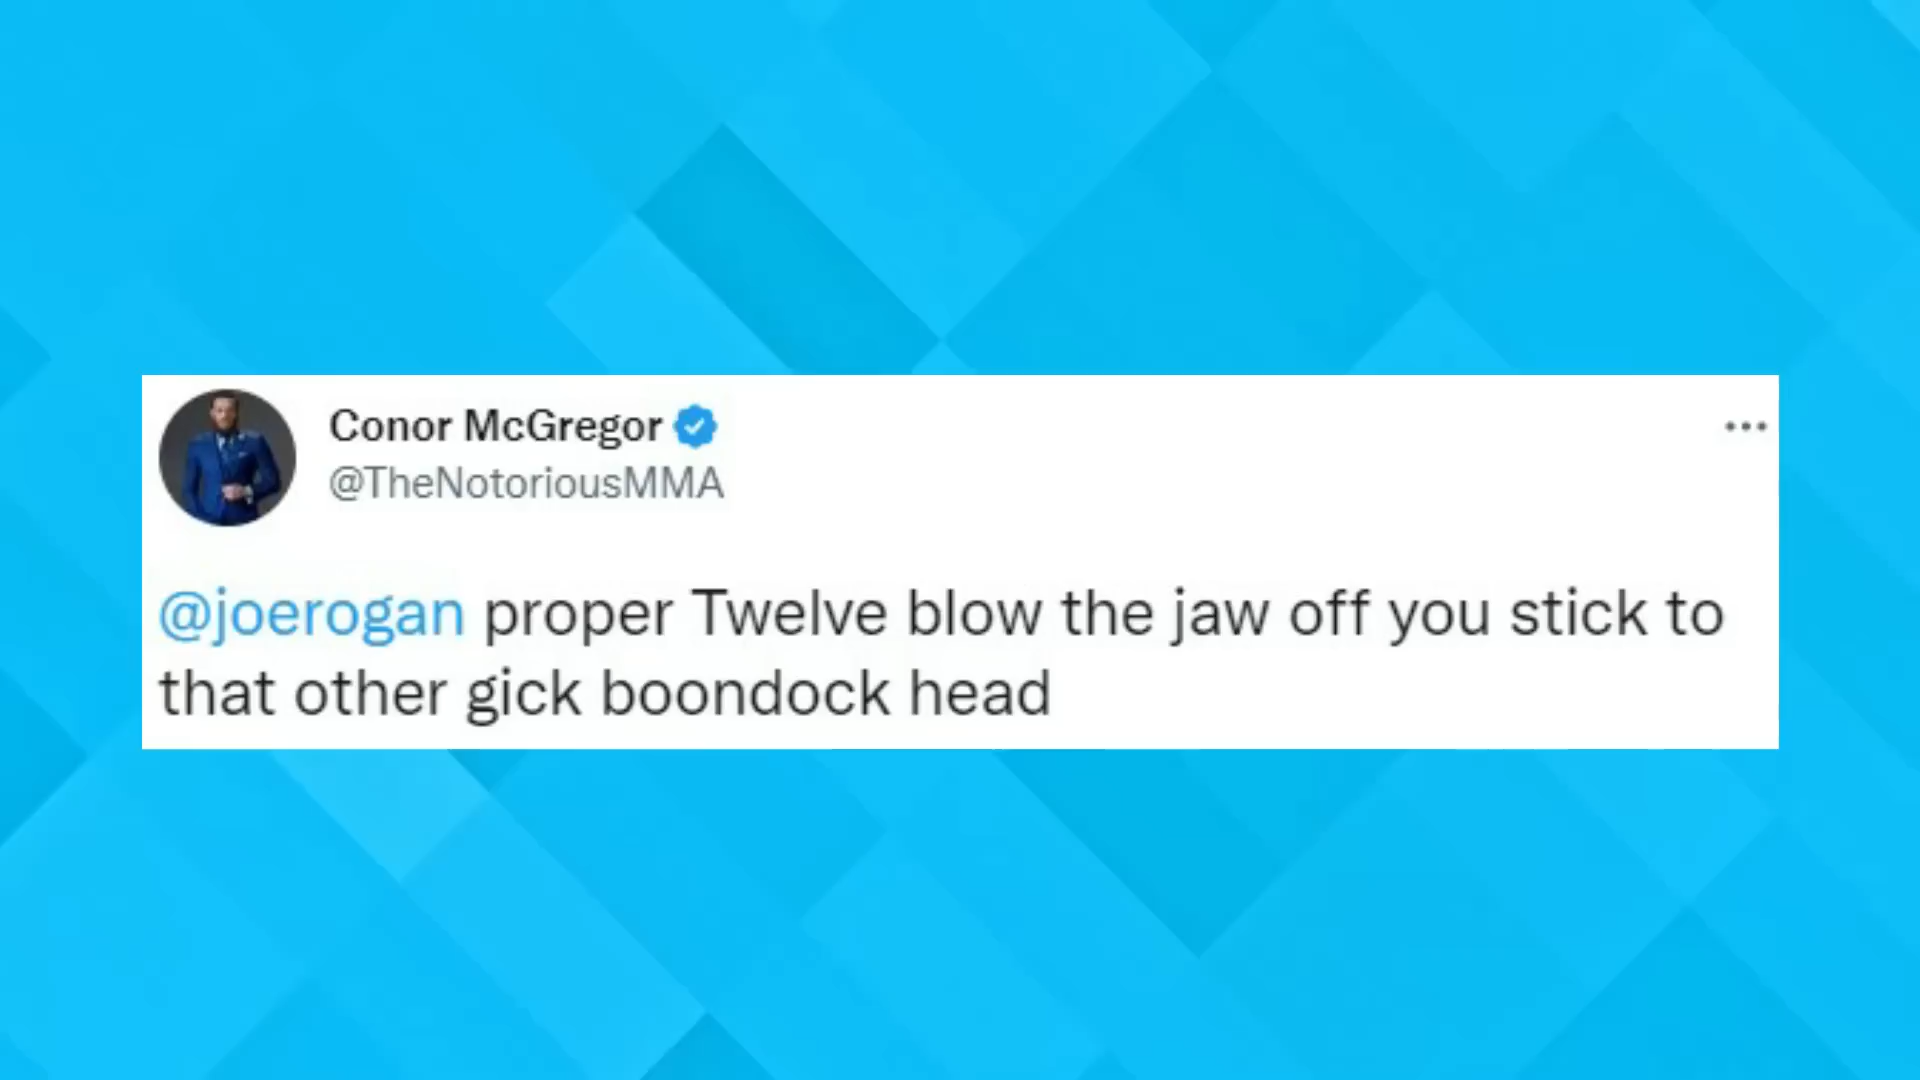 Conor McGregor
@TheNotoriousMMA
@joerogan proper Twelve blow the jaw off you stick to
that other gick boondock head